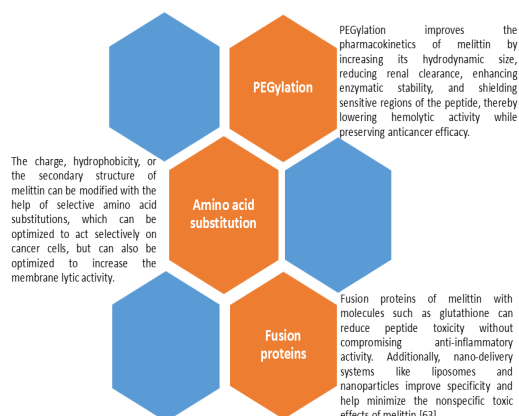 PEGylation
PEGylation improves the
pharmacokinetics of melittin by
increasing its hydrodynamic size,
reducing renal clearance, enhancing
enzymatic stability, and shielding
sensitive regions of the peptide, thereby
lowering hemolytic activity while
preserving anticancer efficacy.
The charge, hydrophobicity, or
the secondary structure of
melittin can be modified with the
help of selective amino acid
substitutions, which can be
optimized to act selectively on
cancer cells, but can also be
optimized to increase the
membrane lytic activity.
Amino acid
substitution
Fusion
proteins
Fusion proteins of melittin with
molecules such as glutathione can
reduce peptide toxicity without
compromising anti-inflammatory
activity. Additionally, nano-delivery
systems like liposomes and
nanoparticles improve specificity and
help minimize the nonspecific toxic
effects of melittin [63]